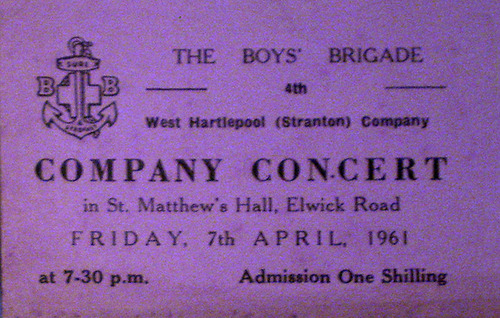 THE BOYS' BRIGADE
SURE
B B
STEDFAST
4th
West Hartlepool (Stranton) Company
COMPANY CONCERT
in St. Matthew's Hall, Elwick Road
FRIDAY, 7th APRIL, 1961
at 7-30 p.m. Admission One Shilling